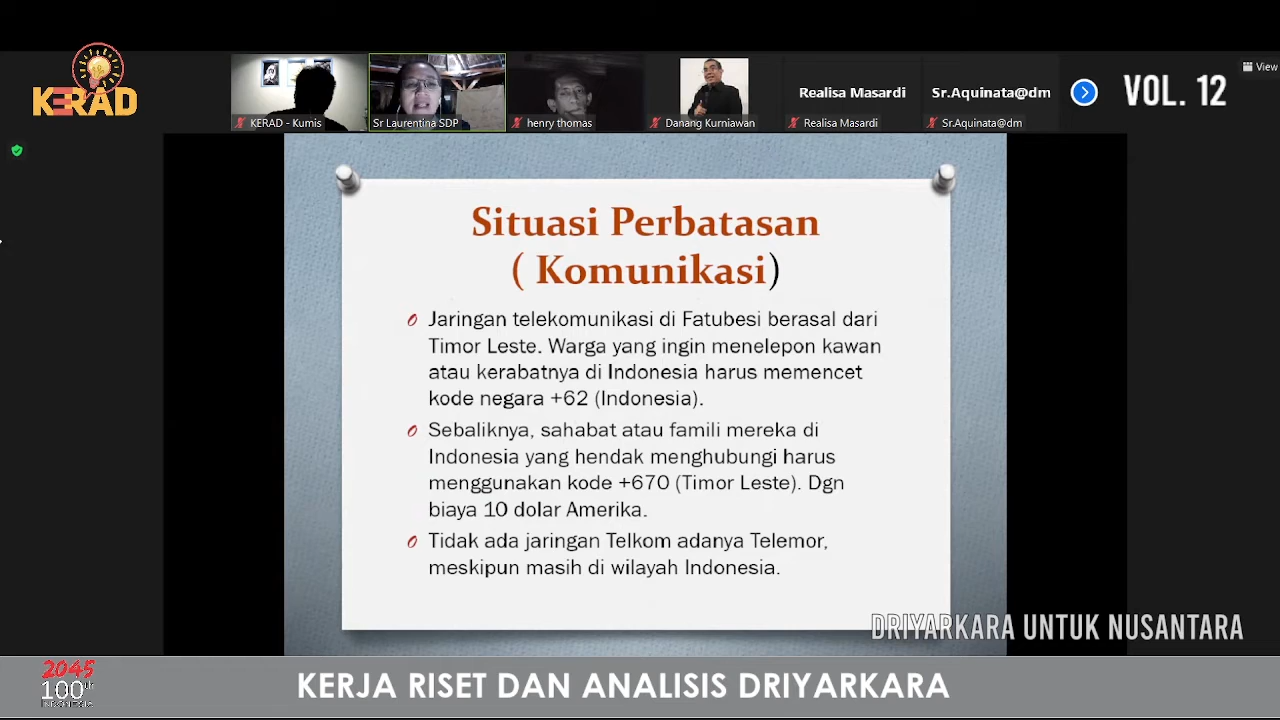 KERAD
VOL. 12
View
KERAD - Kumis
Sr Laurentina SDP
henry thomas
Danang Kurniawan
Realisa Masardi
Realisa Masardi
Sr.Aquinata@dm
Sr.Aquinata@dm
Situasi Perbatasan
( Komunikasi)
Jaringan telekomunikasi di Fatubesi berasal dari
Timor Leste. Warga yang ingin menelepon kawan
atau kerabatnya di Indonesia harus memencet
kode negara +62 (Indonesia).
Sebaliknya, sahabat atau famili mereka di
Indonesia yang hendak menghubungi harus
menggunakan kode +670 (Timor Leste). Dgn
biaya 10 dolar Amerika.
Tidak ada jaringan Telkom adanya Telemor,
meskipun masih di wilayah Indonesia.
DRIYARKARA UNTUK NUSANTARA
2045
100th
INDONESIA
KERJA RISET DAN ANALISIS DRIYARKARA